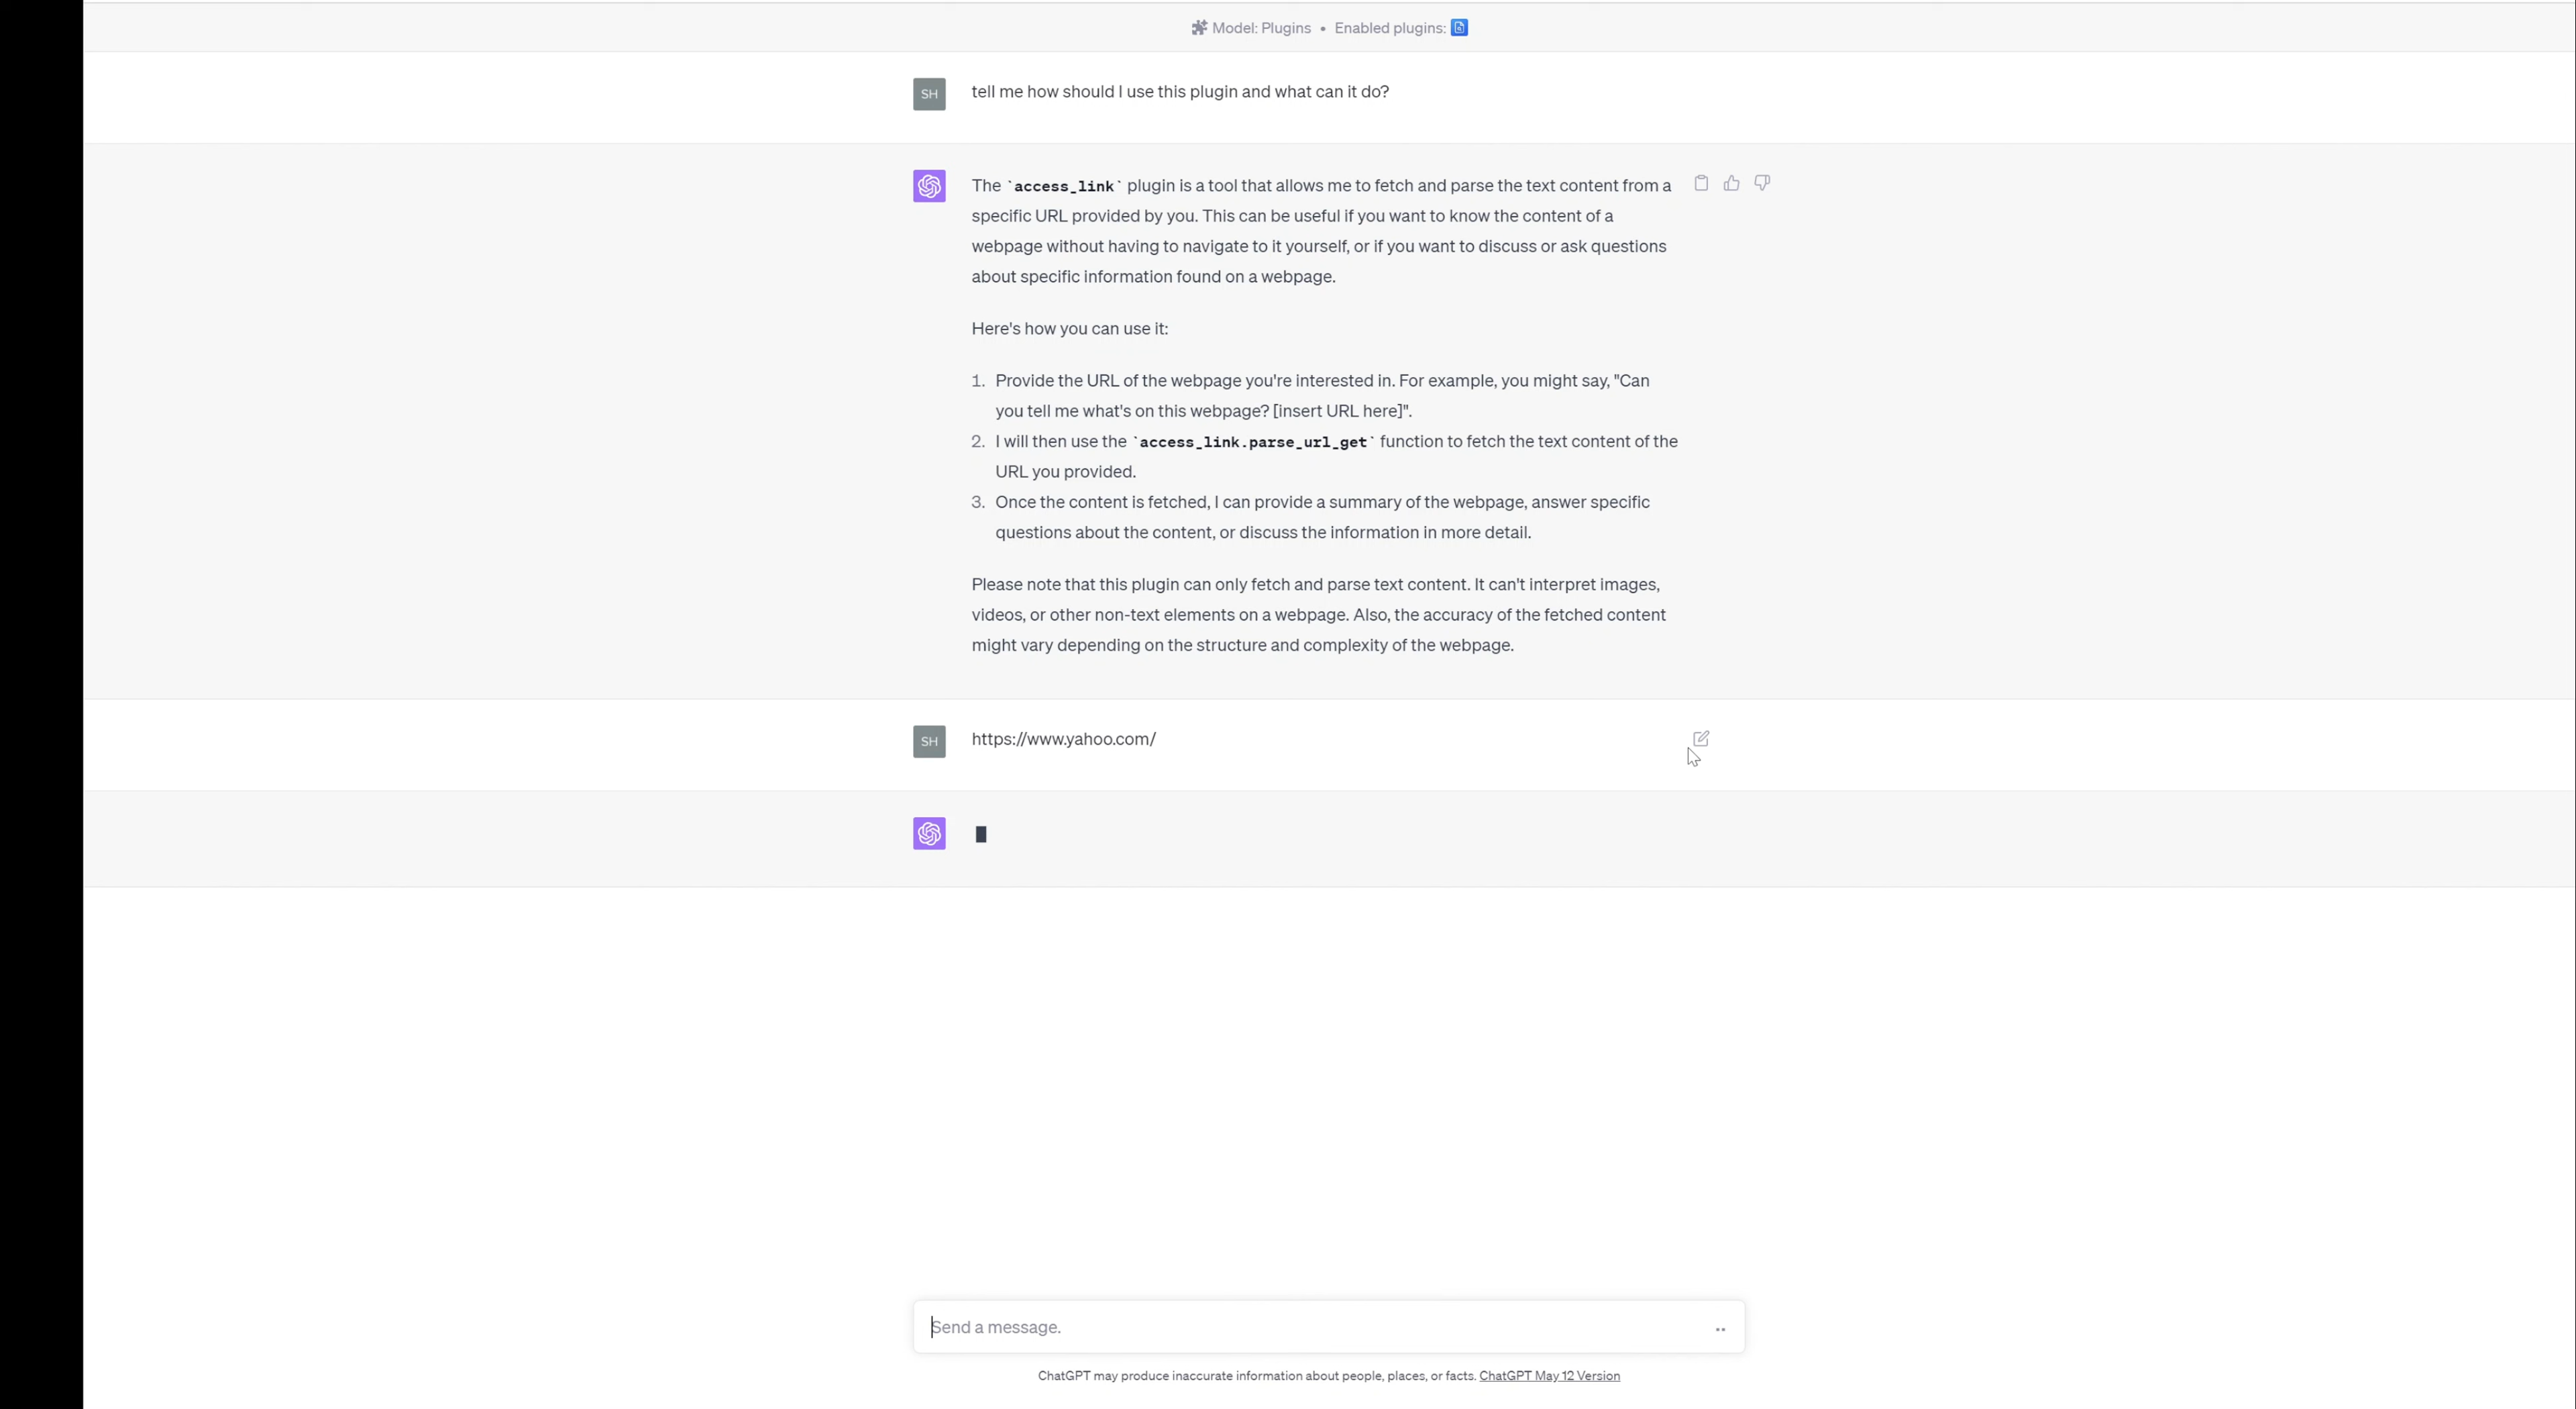 Model: Plugins • Enabled plugins:
SH
tell me how should I use this plugin and what can it do?
The `access_link` plugin is a tool that allows me to fetch and parse the text content from a
specific URL provided by you. This can be useful if you want to know the content of a
webpage without having to navigate to it yourself, or if you want to discuss or ask questions
about specific information found on a webpage.
Here's how you can use it:
1. Provide the URL of the webpage you're interested in. For example, you might say, "Can
you tell me what's on this webpage? [insert URL here]".
2. I will then use the `access_link.parse_url_get` function to fetch the text content of the
URL you provided.
3. Once the content is fetched, I can provide a summary of the webpage, answer specific
questions about the content, or discuss the information in more detail.
Please note that this plugin can only fetch and parse text content. It can't interpret images,
videos, or other non-text elements on a webpage. Also, the accuracy of the fetched content
might vary depending on the structure and complexity of the webpage.
SH
https://www.yahoo.com/
Send a message.
ChatGPT may produce inaccurate information about people, places, or facts. ChatGPT May 12 Version